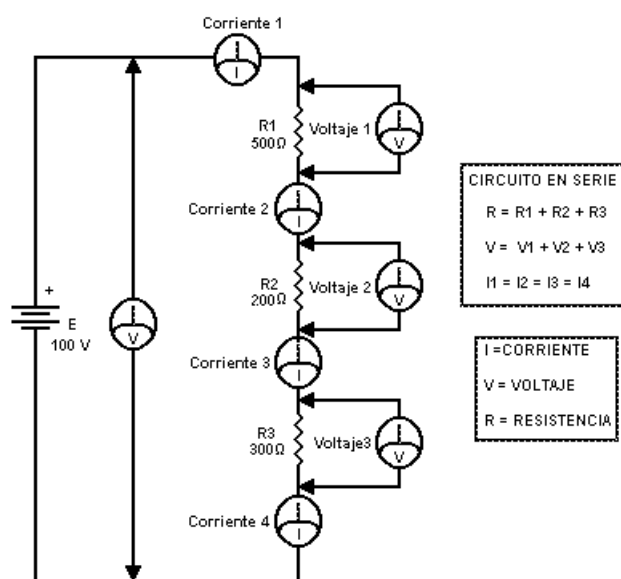 Corriente 1
I
R1
500Ω
Voltaje 1
V
Corriente 2
I
R2
200Ω
Voltaje 2
V
+
E
100 V
V
Corriente 3
I
R3
300Ω
Voltaje3
V
Corriente 4
I
CIRCUITO EN SERIE
R = R1 + R2 + R3
V = V1 + V2 + V3
I1 = I2 = I3 = I4
I =CORRIENTE
V = VOLTAJE
R = RESISTENCIA